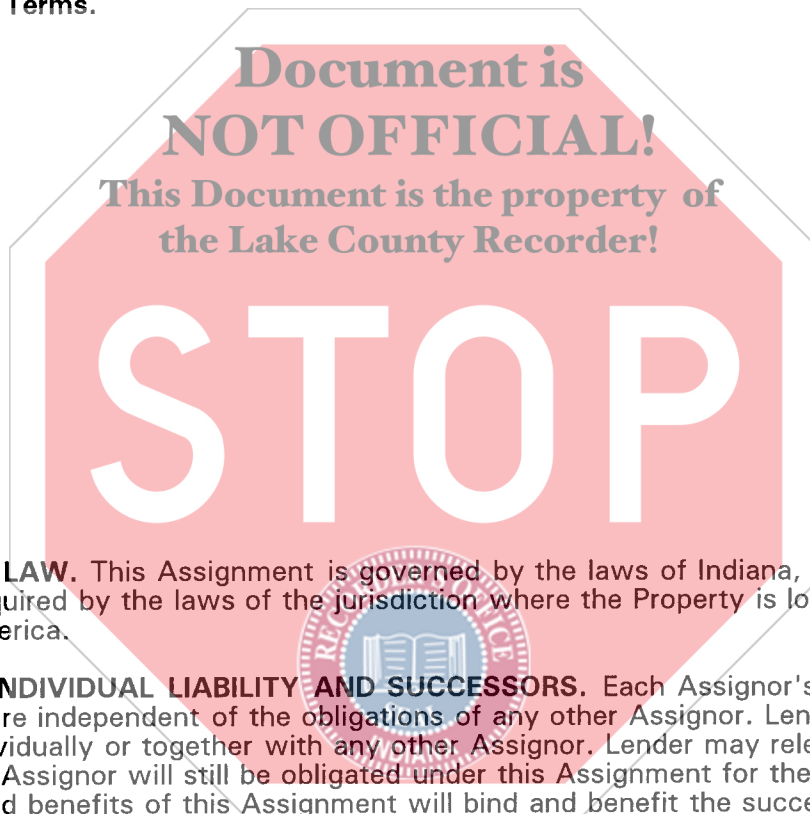 Terms.
Document is
NOT OFFICIAL!
This Document is the property of
the Lake County Recorder!
STOP
LAW. This Assignment is governed by the laws of Indiana,
uired by the laws of the jurisdiction where the Property is lo
erica.
RECORDER'S OFFICE
NDIVIDUAL LIABILITY AND SUCCESSORS. Each Assignor's
re independent of the obligations of any other Assignor. Len
vidually or together with any other Assignor. Lender may rele
Assignor will still be obligated under this Assignment for the
d benefits of this Assignment will bind and benefit the succe